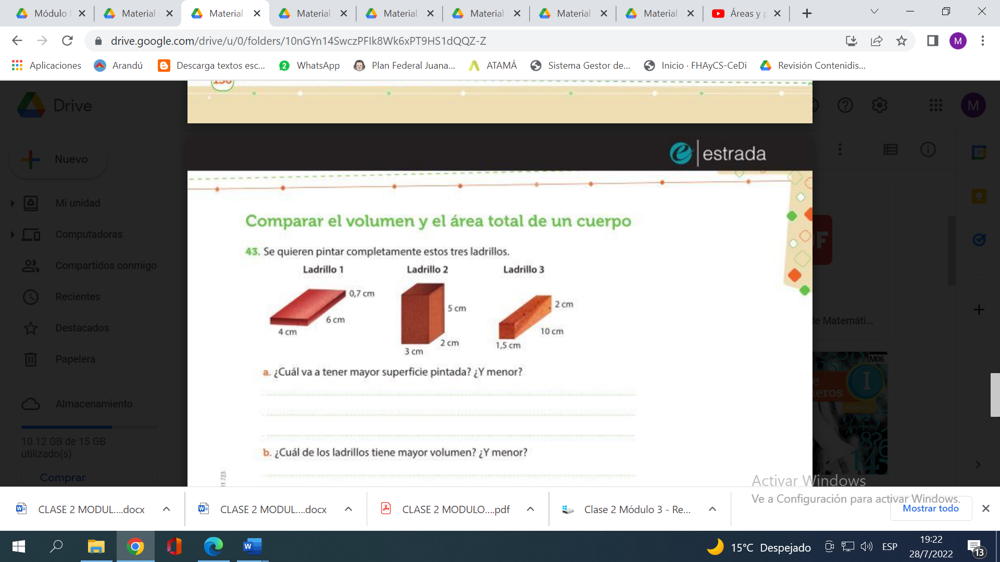 Módulo
Material
Material
Material
Material
Material
Material
Material
Áreas y p
drive.google.com/drive/u/0/folders/10nGYn14SwczPFIk8Wk6xPT9HS1dQQZ-Z
M
Aplicaciones
Arandú
Descarga textos esc...
WhatsApp
Plan Federal Juana...
ATAMÁ
Sistema Gestor de...
Inicio · FHAyCS-CeDi
Revisión Contenidis...
Drive
M
estrada
Nuevo
Mi unidad
Computadoras
Compartidos conmigo
Recientes
Destacados
Papelera
Almacenamiento
10.12 GB de 15 GB
utilizado(s)
Comprar
31
Comparar el volumen y el área total de un cuerpo
43. Se quieren pintar completamente estos tres ladrillos.
Ladrillo 1
Ladrillo 2
Ladrillo 3
0,7 cm
6 cm
4 cm
5 cm
2 cm
3 cm
2 cm
10 cm
1,5 cm
a. ¿Cuál va a tener mayor superficie pintada? ¿Y menor?
b. ¿Cuál de los ladrillos tiene mayor volumen? ¿Y menor?
11.723
de Matemáti...
M06
I
Activar Windows
Ve a Configuración para activar Windows.
CLASE 2 MODUL....docx
CLASE 2 MODUL....docx
CLASE 2 MODULO....pdf
Clase 2 Módulo 3 - Re...
Mostrar todo
15°C Despejado
ESP
19:22
28/7/2022
13